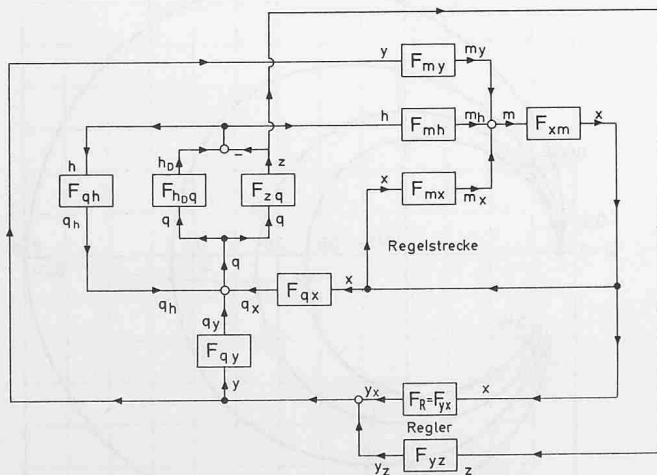 y F_my m_y
h F_mh m_h m F_xm x
h h_D – z x F_mx m_x
F_qh F_hDq F_zq
q_h q q
Regelstrecke
q F_qx x
q_h q_x
q_y
F_qy
y y_x F_R=F_yx x
Regler
y_z F_yz z